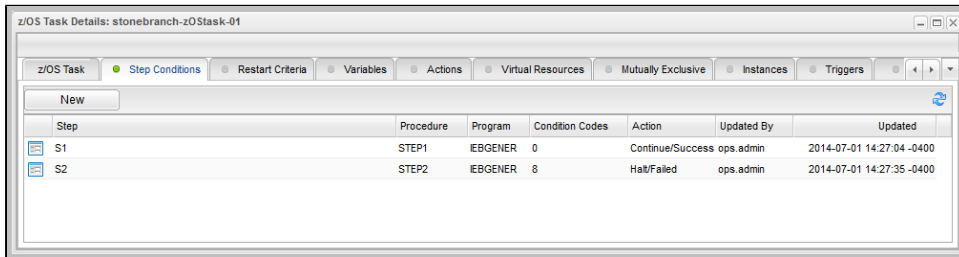 z/OS Task Details: stonebranch-zOStask-01
z/OS Task Step Conditions Restart Criteria Variables Actions Virtual Resources Mutually Exclusive Instances Triggers
New
Step Procedure Program Condition Codes Action Updated By Updated
S1 STEP1 IEBGENER 0 Continue/Success ops.admin 2014-07-01 14:27:04 -0400
S2 STEP2 IEBGENER 8 Halt/Failed ops.admin 2014-07-01 14:27:35 -0400